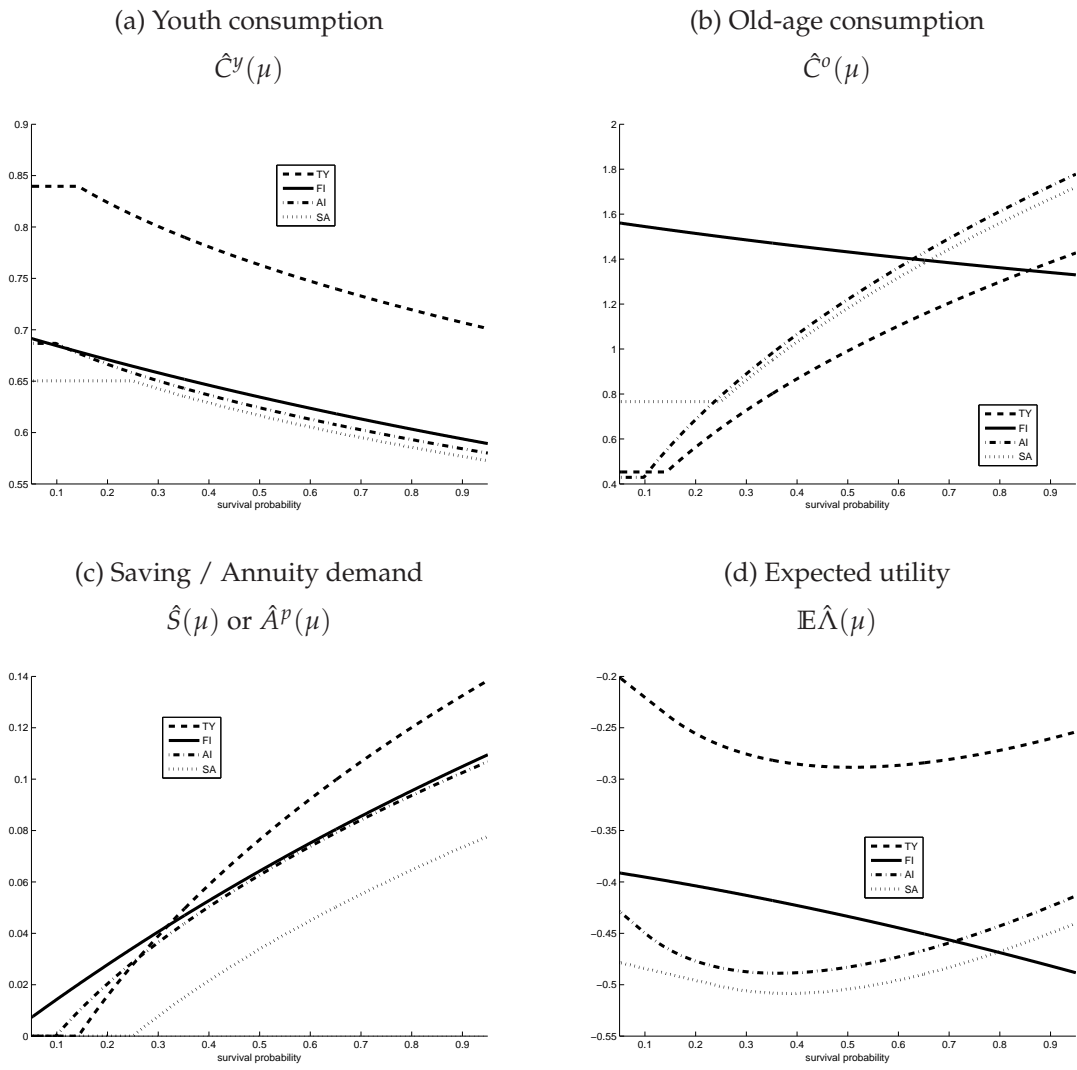 (a) Youth consumption
Ĉʸ(μ)
0.9
0.85
0.8
0.75
0.7
0.65
0.6
0.55
0.1 0.2 0.3 0.4 0.5 0.6 0.7 0.8 0.9
survival probability
TY
FI
AI
SA
(b) Old-age consumption
Ĉᵒ(μ)
2
1.8
1.6
1.4
1.2
1
0.8
0.6
0.4
0.1 0.2 0.3 0.4 0.5 0.6 0.7 0.8 0.9
survival probability
TY
FI
AI
SA
(c) Saving / Annuity demand
Ŝ(μ) or Âᵖ(μ)
0.14
0.12
0.1
0.08
0.06
0.04
0.02
0
0.1 0.2 0.3 0.4 0.5 0.6 0.7 0.8 0.9
survival probability
TY
FI
AI
SA
(d) Expected utility
𝔼Λ̂(μ)
−0.2
−0.25
−0.3
−0.35
−0.4
−0.45
−0.5
−0.55
0.1 0.2 0.3 0.4 0.5 0.6 0.7 0.8 0.9
survival probability
TY
FI
AI
SA